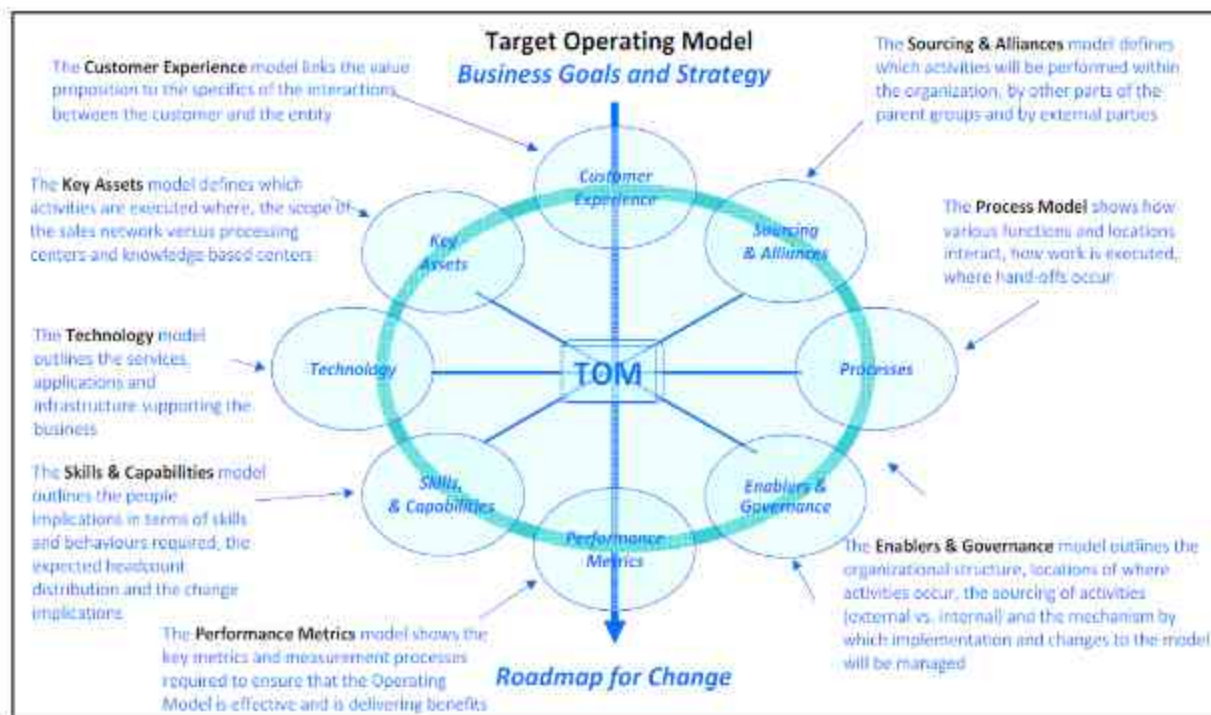 Target Operating Model
Business Goals and Strategy
The Customer Experience model links the value
proposition to the specifics of the interactions
between the customer and the entity
The Sourcing & Alliances model defines
which activities will be performed within
the organization, by other parts of the
parent groups and by external parties
The Key Assets model defines which
activities are executed where, the scope of
the sales network versus processing
centers and knowledge based centers
The Process Model shows how
various functions and locations
interact, how work is executed,
where hand-offs occur
The Technology model
outlines the services,
applications and
infrastructure supporting the
business
The Skills & Capabilities model
outlines the people
implications in terms of skills
and behaviours required, the
expected headcount
distribution and the change
implications
The Enablers & Governance model outlines the
organizational structure, locations of where
activities occur, the sourcing of activities
(external vs. internal) and the mechanism by
which implementation and changes to the model
will be managed
The Performance Metrics model shows the
key metrics and measurement processes
required to ensure that the Operating
Model is effective and is delivering benefits
Customer
Experience
Sourcing
& Alliances
Key
Assets
Technology
TOM
Processes
Skills,
& Capabilities
Enablers &
Governance
Performance
Metrics
Roadmap for Change